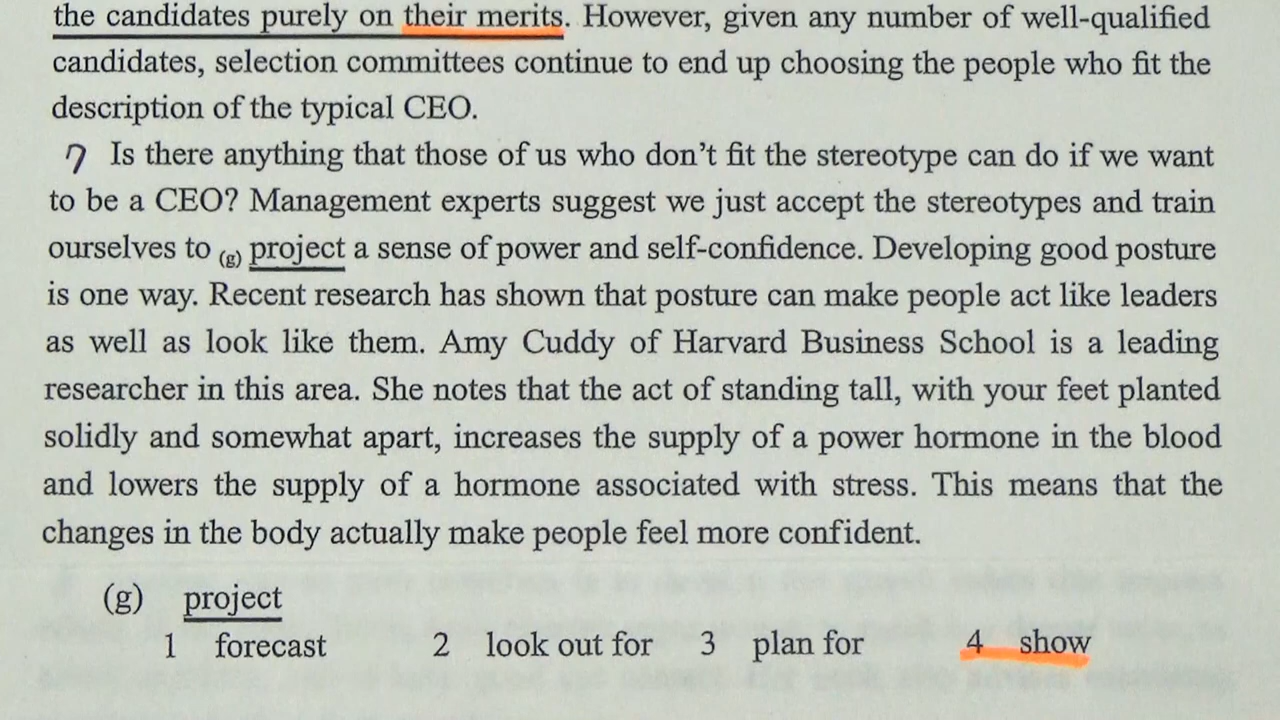 the candidates purely on their merits. However, given any number of well-qualified
candidates, selection committees continue to end up choosing the people who fit the
description of the typical CEO.
7 Is there anything that those of us who don't fit the stereotype can do if we want
to be a CEO? Management experts suggest we just accept the stereotypes and train
ourselves to (g) project a sense of power and self-confidence. Developing good posture
is one way. Recent research has shown that posture can make people act like leaders
as well as look like them. Amy Cuddy of Harvard Business School is a leading
researcher in this area. She notes that the act of standing tall, with your feet planted
solidly and somewhat apart, increases the supply of a power hormone in the blood
and lowers the supply of a hormone associated with stress. This means that the
changes in the body actually make people feel more confident.
(g) project
1 forecast 2 look out for 3 plan for 4 show